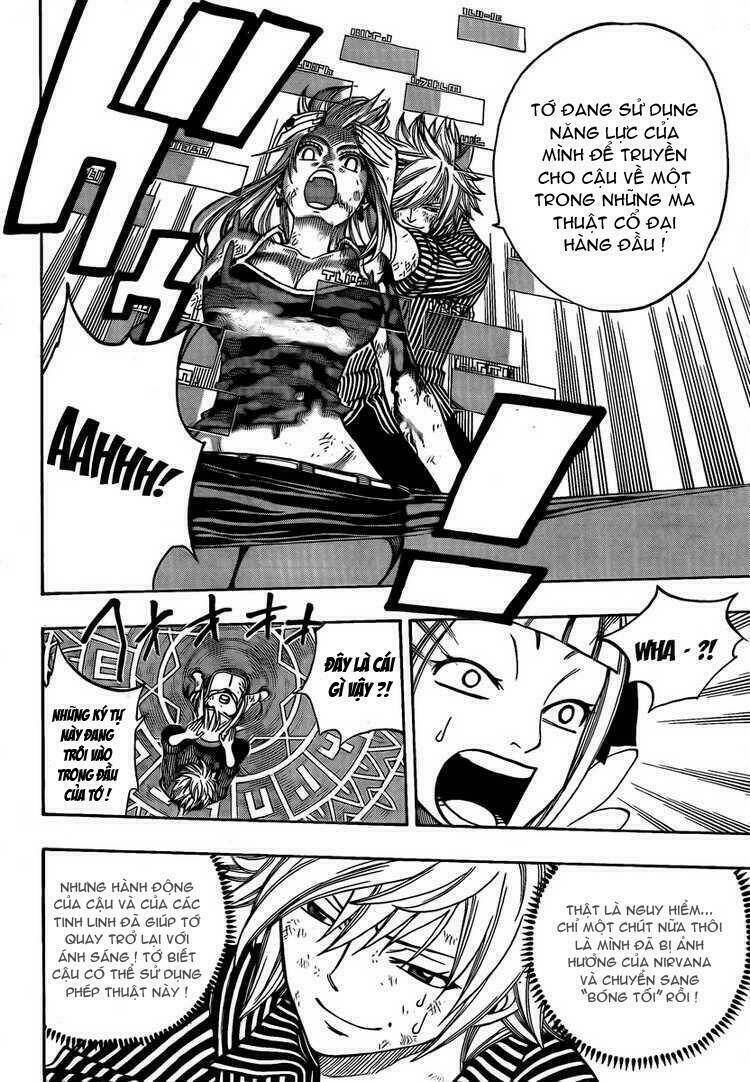 TỚ ĐANG SỬ DỤNG
NĂNG LỰC CỦA
MÌNH ĐỂ TRUYỀN
CHO CẬU VỀ MỘT
TRONG NHỮNG MA
THUẬT CỔ ĐẠI
HÀNG ĐẦU !
AAHHH!
WHA - ?!
ĐÂY LÀ CÁI
GÌ VẬY ?!
NHỮNG KÝ TỰ
NÀY ĐANG
TRÔI VÀO
TRONG ĐẦU
CỦA TỚ !
THẬT LÀ NGUY HIỂM...
CHỈ MỘT CHÚT NỮA THÔI
LÀ MÌNH ĐÃ BỊ ẢNH
HƯỞNG CỦA NIRVANA
VÀ CHUYỂN SANG
“BÓNG TỐI” RỒI !
NHƯNG HÀNH ĐỘNG
CỦA CẬU VÀ CỦA CÁC
TINH LINH ĐÃ GIÚP TỚ
QUAY TRỞ LẠI VỚI
ÁNH SÁNG ! TỚ BIẾT
CẬU CÓ THỂ SỬ DỤNG
PHÉP THUẬT NÀY !